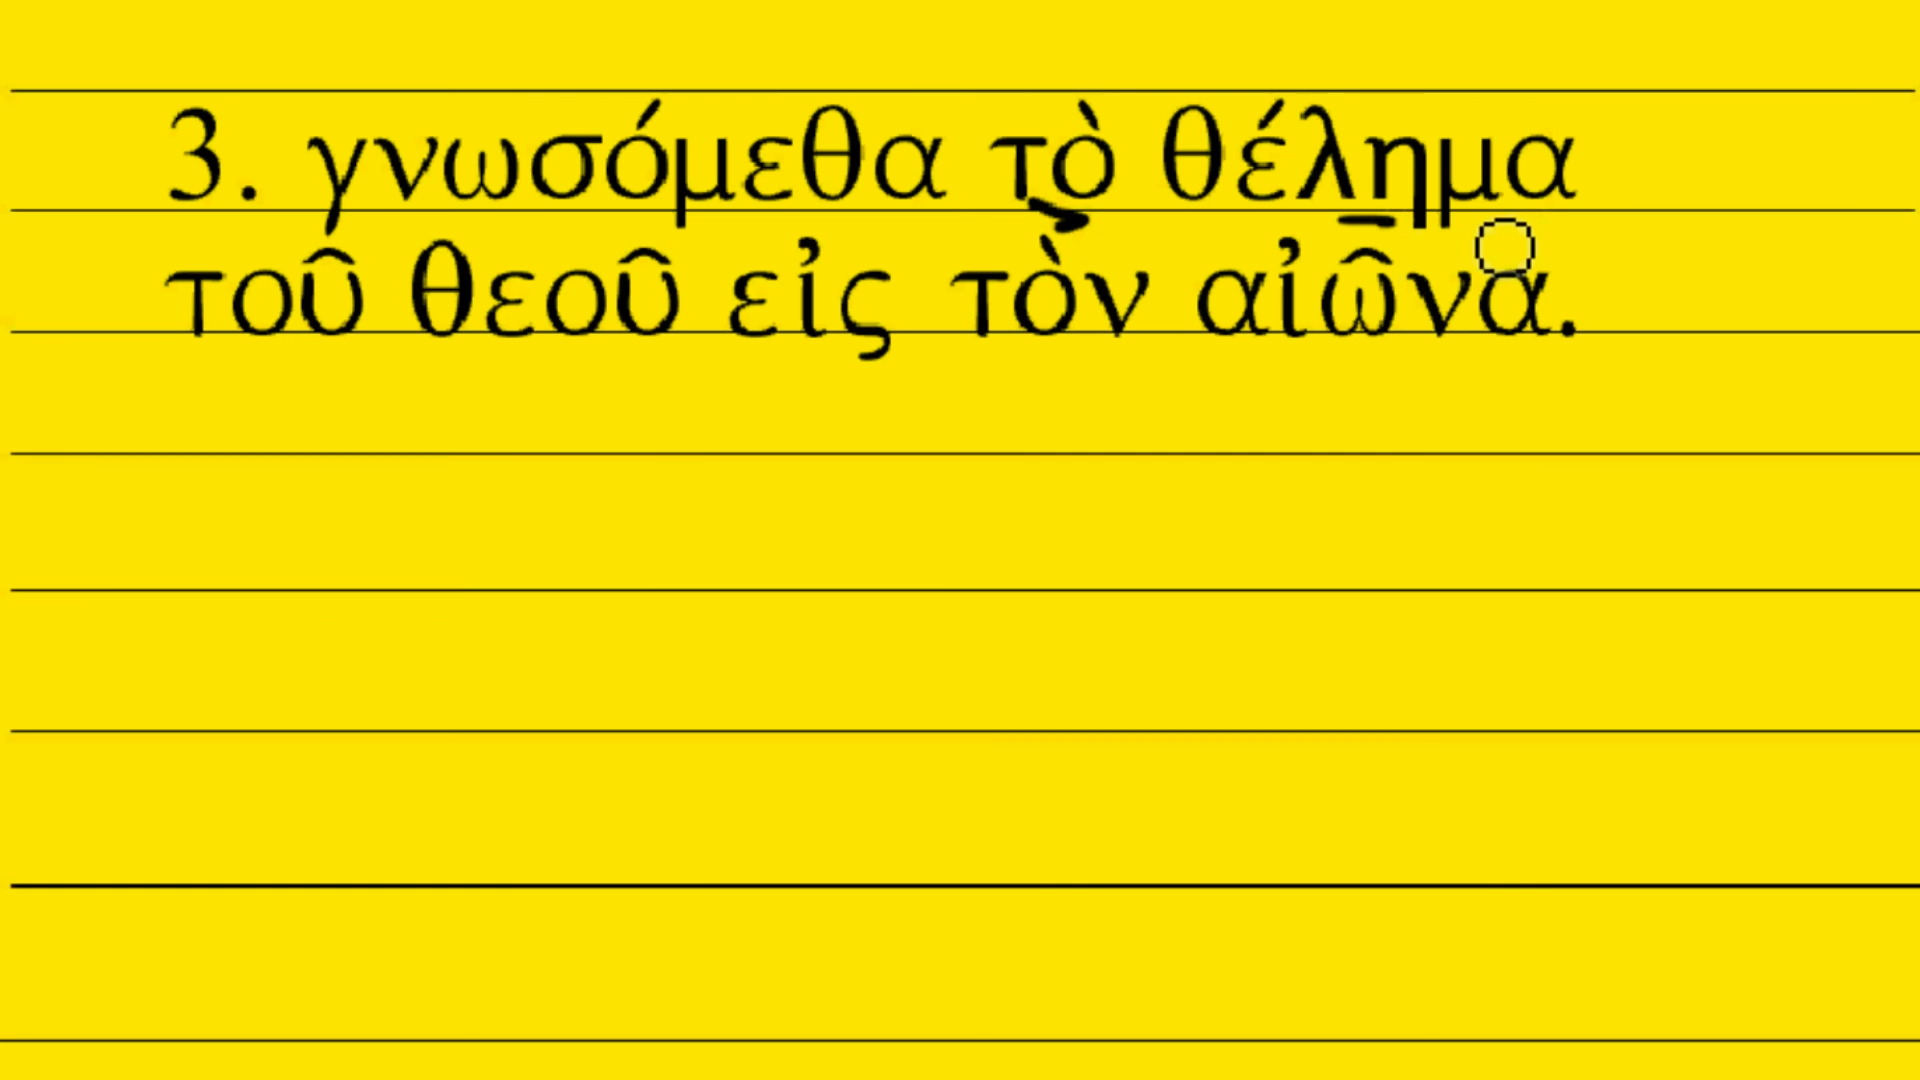 3. γνωσόμεθα τὸ θέλημα
τοῦ θεοῦ εἰς τὸν αἰῶνα.